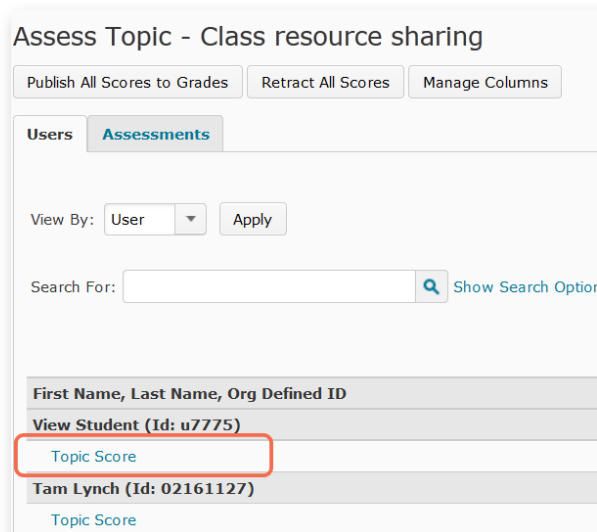 Assess Topic - Class resource sharing
Publish All Scores to Grades Retract All Scores Manage Columns
Users Assessments
View By: User Apply
Search For: Show Search Option
First Name, Last Name, Org Defined ID
View Student (Id: u7775)
Topic Score
Tam Lynch (Id: 02161127)
Topic Score